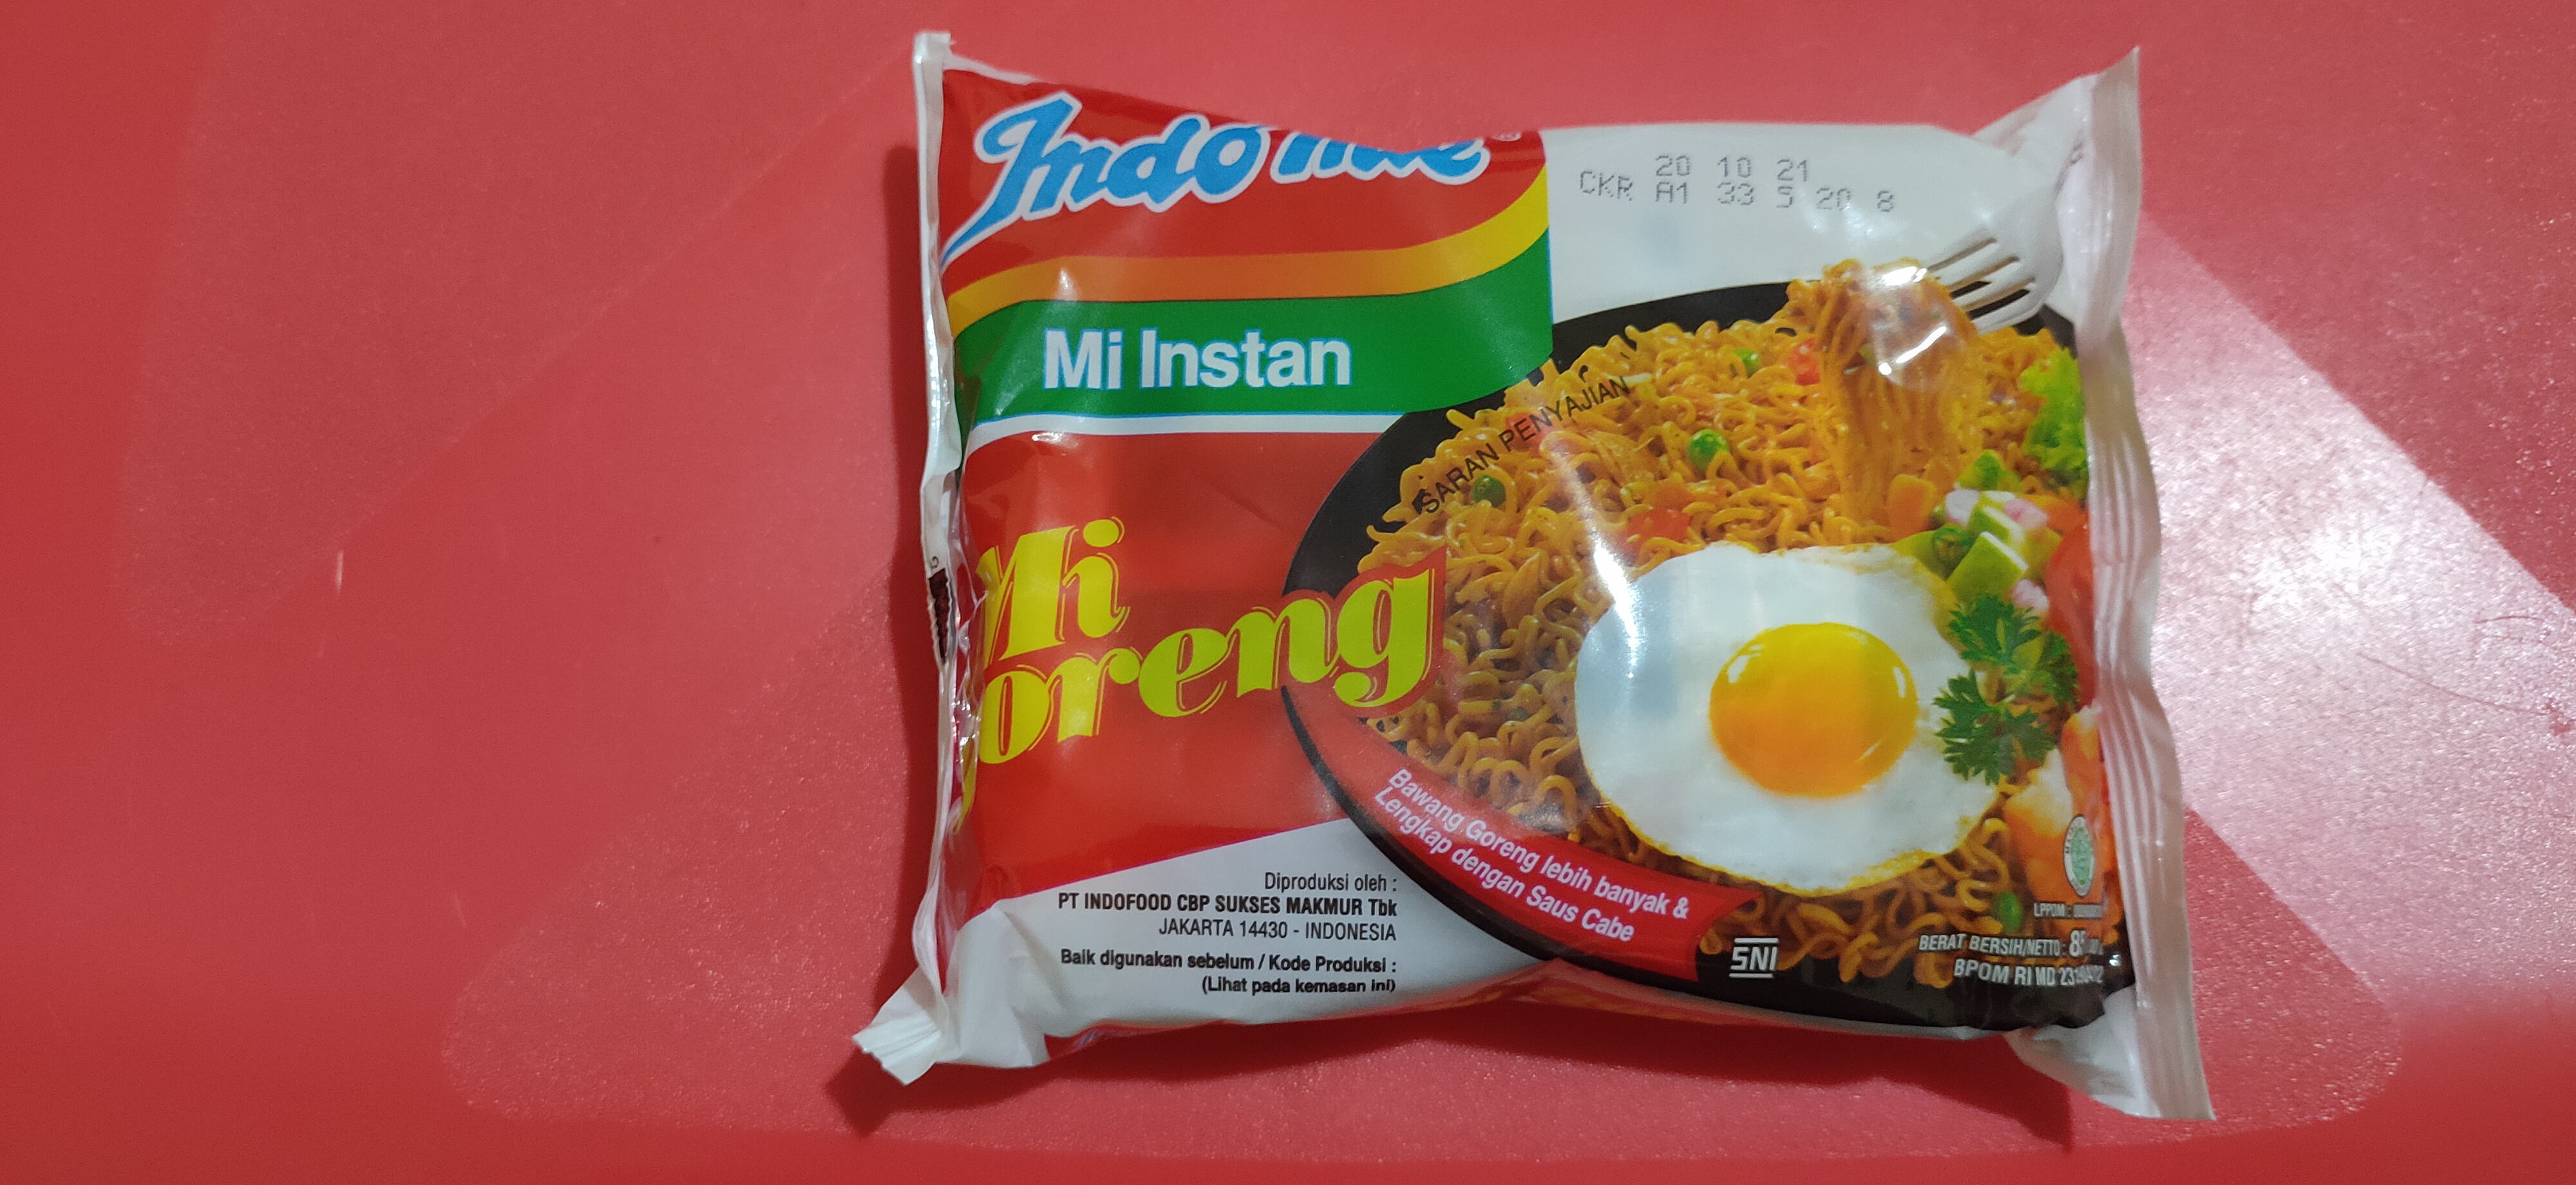 Indomie
20 10 21
CKR A1 33 5 20 8
Mi Instan
SARAN PENYAJIAN
Mi
oreng
Bawang Goreng lebih banyak &
Lengkap dengan Saus Cabe
Diproduksi oleh :
PT INDOFOOD CBP SUKSES MAKMUR Tbk
JAKARTA 14430 - INDONESIA
Baik digunakan sebelum / Kode Produksi :
(Lihat pada kemasan ini)
SNI
LPPOM :
BERAT BERSIH/NETTO :
BPOM RI MD